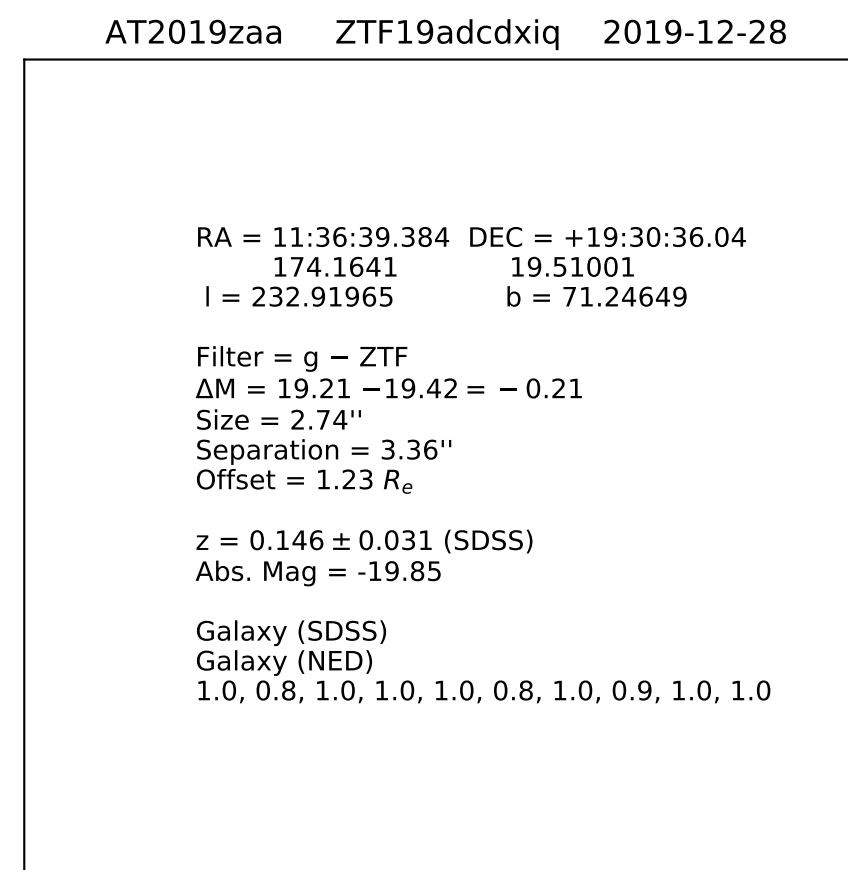 AT2019zaa ZTF19adcdxiq 2019-12-28
RA = 11:36:39.384 DEC = +19:30:36.04
174.1641 19.51001
l = 232.91965 b = 71.24649
Filter = g − ZTF
ΔM = 19.21 −19.42 = − 0.21
Size = 2.74''
Separation = 3.36''
Offset = 1.23 Re
z = 0.146 ± 0.031 (SDSS)
Abs. Mag = -19.85
Galaxy (SDSS)
Galaxy (NED)
1.0, 0.8, 1.0, 1.0, 1.0, 0.8, 1.0, 0.9, 1.0, 1.0